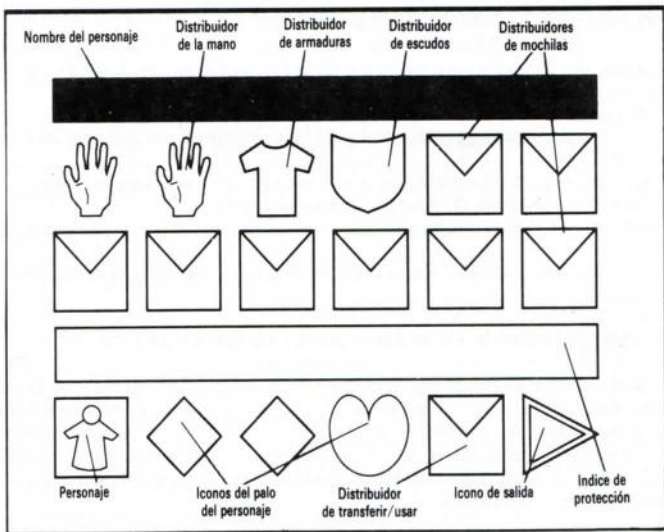 Nombre del personaje
Distribuidor
de la mano
Distribuidor
de armaduras
Distribuidor
de escudos
Distribuidores
de mochilas
Personaje
Iconos del palo
del personaje
Distribuidor
de transferir/usar
Icono de salida
Indice de
protección